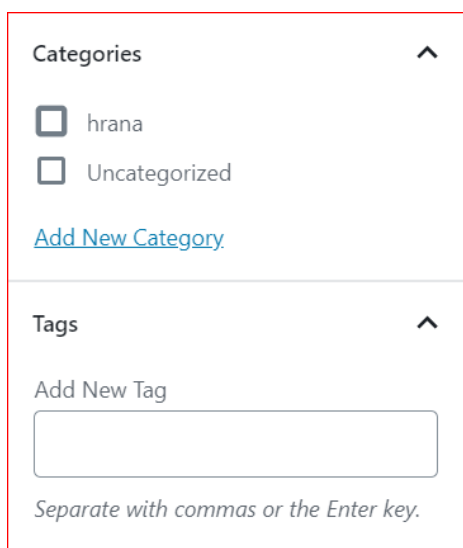 Categories
hrana
Uncategorized
Add New Category
Tags
Add New Tag
Separate with commas or the Enter key.